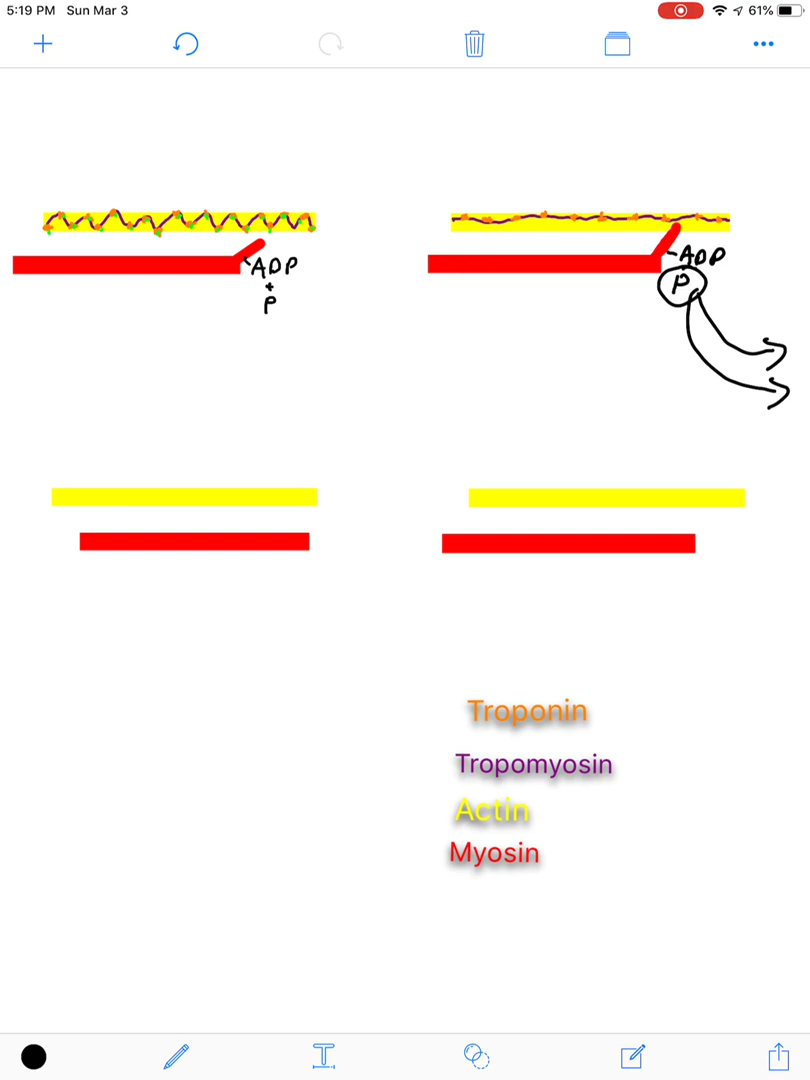 5:19 PM Sun Mar 3
61%
ADP
+
P
ADP
P
Troponin
Tropomyosin
Actin
Myosin